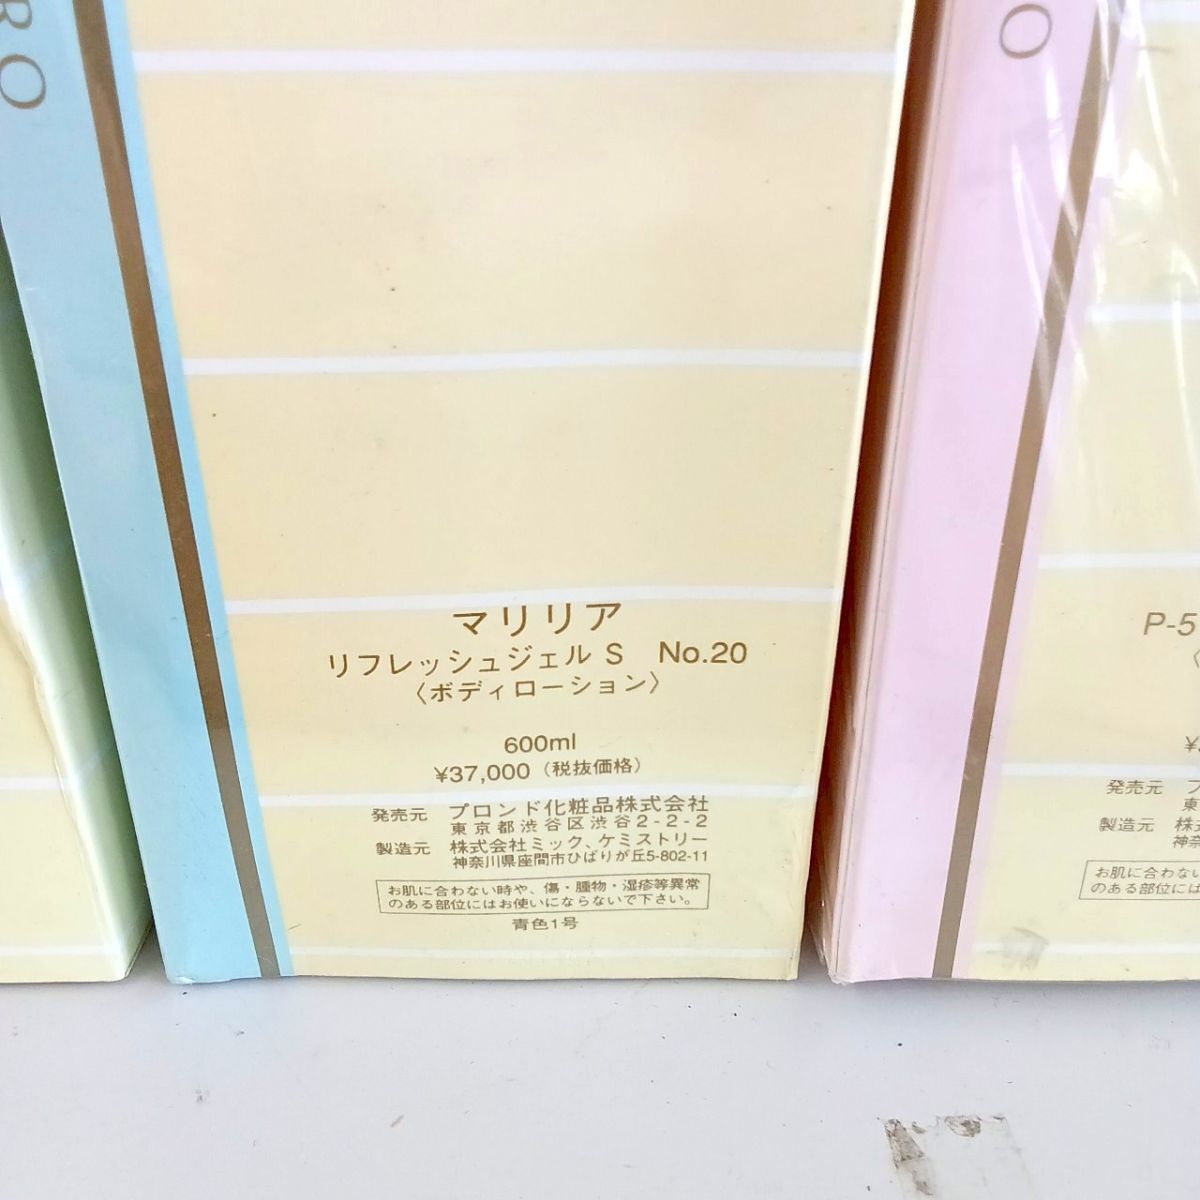 RO
マリリア
リフレッシュジェル S No.20
〈ボディローション〉
600ml
¥37,000（税抜価格）
発売元 ブロンド化粧品株式会社
東京都渋谷区渋谷2-2-2
製造元 株式会社ミック、ケミストリー
神奈川県座間市ひばりが丘5-802-11
お肌に合わない時や、傷・腫物・湿疹等異常
のある部位にはお使いにならないで下さい。
青色1号
O
P-5
〈
¥
発売元 ブ
東
製造元 株式
神奈
お肌に合わない
のある部位には